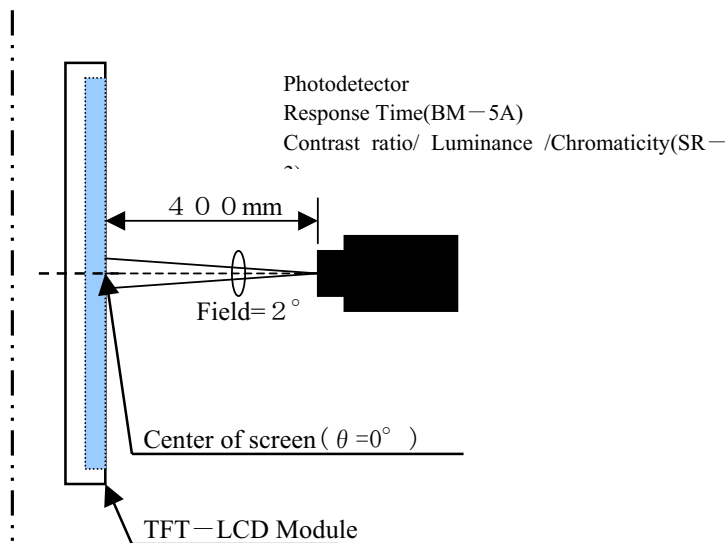 Photodetector
Response Time(BM－5A)
Contrast ratio/ Luminance /Chromaticity(SR－
４００mm
Field=２°
Center of screen(θ=0°)
TFT－LCD Module